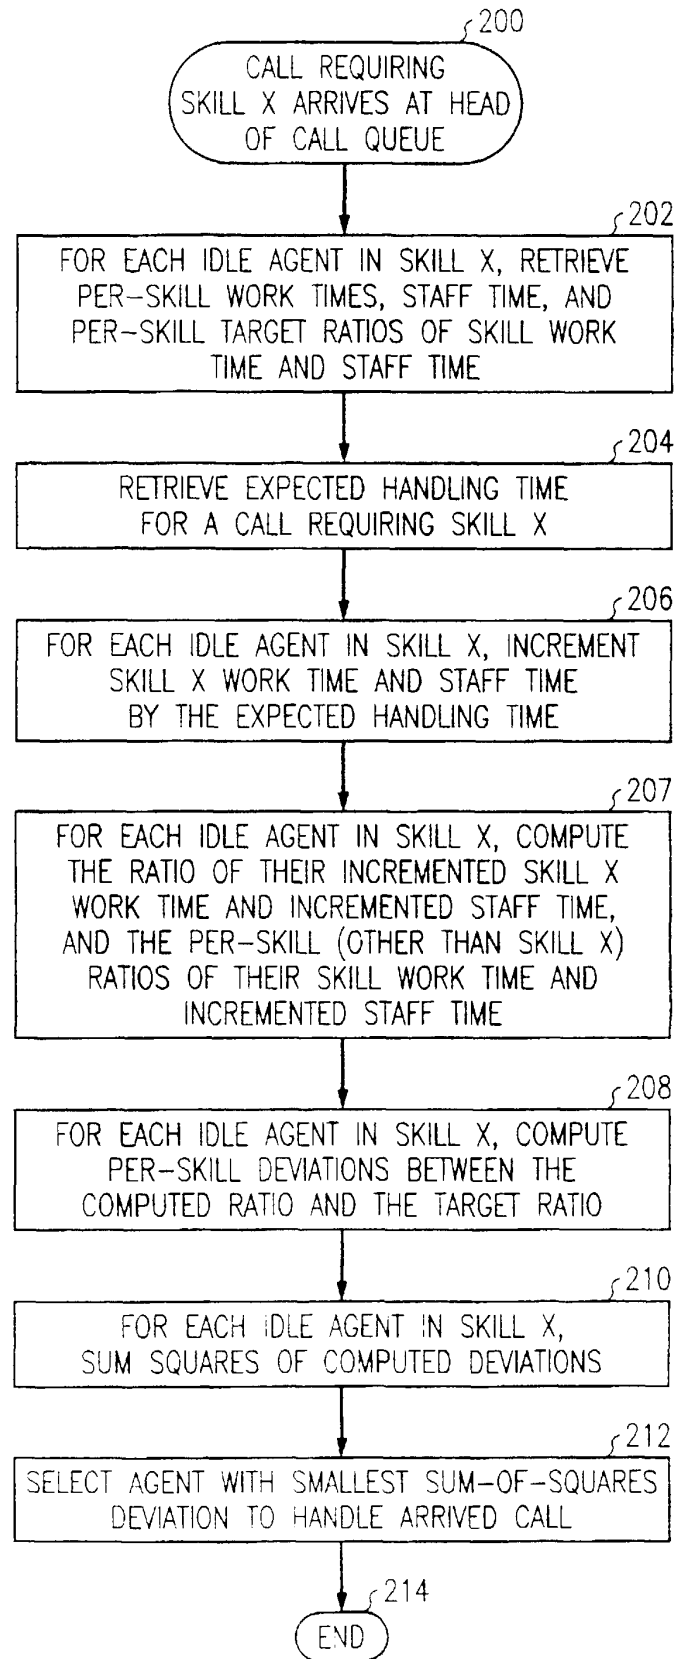 200
CALL REQUIRING
SKILL X ARRIVES AT HEAD
OF CALL QUEUE
202
FOR EACH IDLE AGENT IN SKILL X, RETRIEVE
PER-SKILL WORK TIMES, STAFF TIME, AND
PER-SKILL TARGET RATIOS OF SKILL WORK
TIME AND STAFF TIME
204
RETRIEVE EXPECTED HANDLING TIME
FOR A CALL REQUIRING SKILL X
206
FOR EACH IDLE AGENT IN SKILL X, INCREMENT
SKILL X WORK TIME AND STAFF TIME
BY THE EXPECTED HANDLING TIME
207
FOR EACH IDLE AGENT IN SKILL X, COMPUTE
THE RATIO OF THEIR INCREMENTED SKILL X
WORK TIME AND INCREMENTED STAFF TIME,
AND THE PER-SKILL (OTHER THAN SKILL X)
RATIOS OF THEIR SKILL WORK TIME AND
INCREMENTED STAFF TIME
208
FOR EACH IDLE AGENT IN SKILL X, COMPUTE
PER-SKILL DEVIATIONS BETWEEN THE
COMPUTED RATIO AND THE TARGET RATIO
210
FOR EACH IDLE AGENT IN SKILL X,
SUM SQUARES OF COMPUTED DEVIATIONS
212
SELECT AGENT WITH SMALLEST SUM-OF-SQUARES
DEVIATION TO HANDLE ARRIVED CALL
214
END